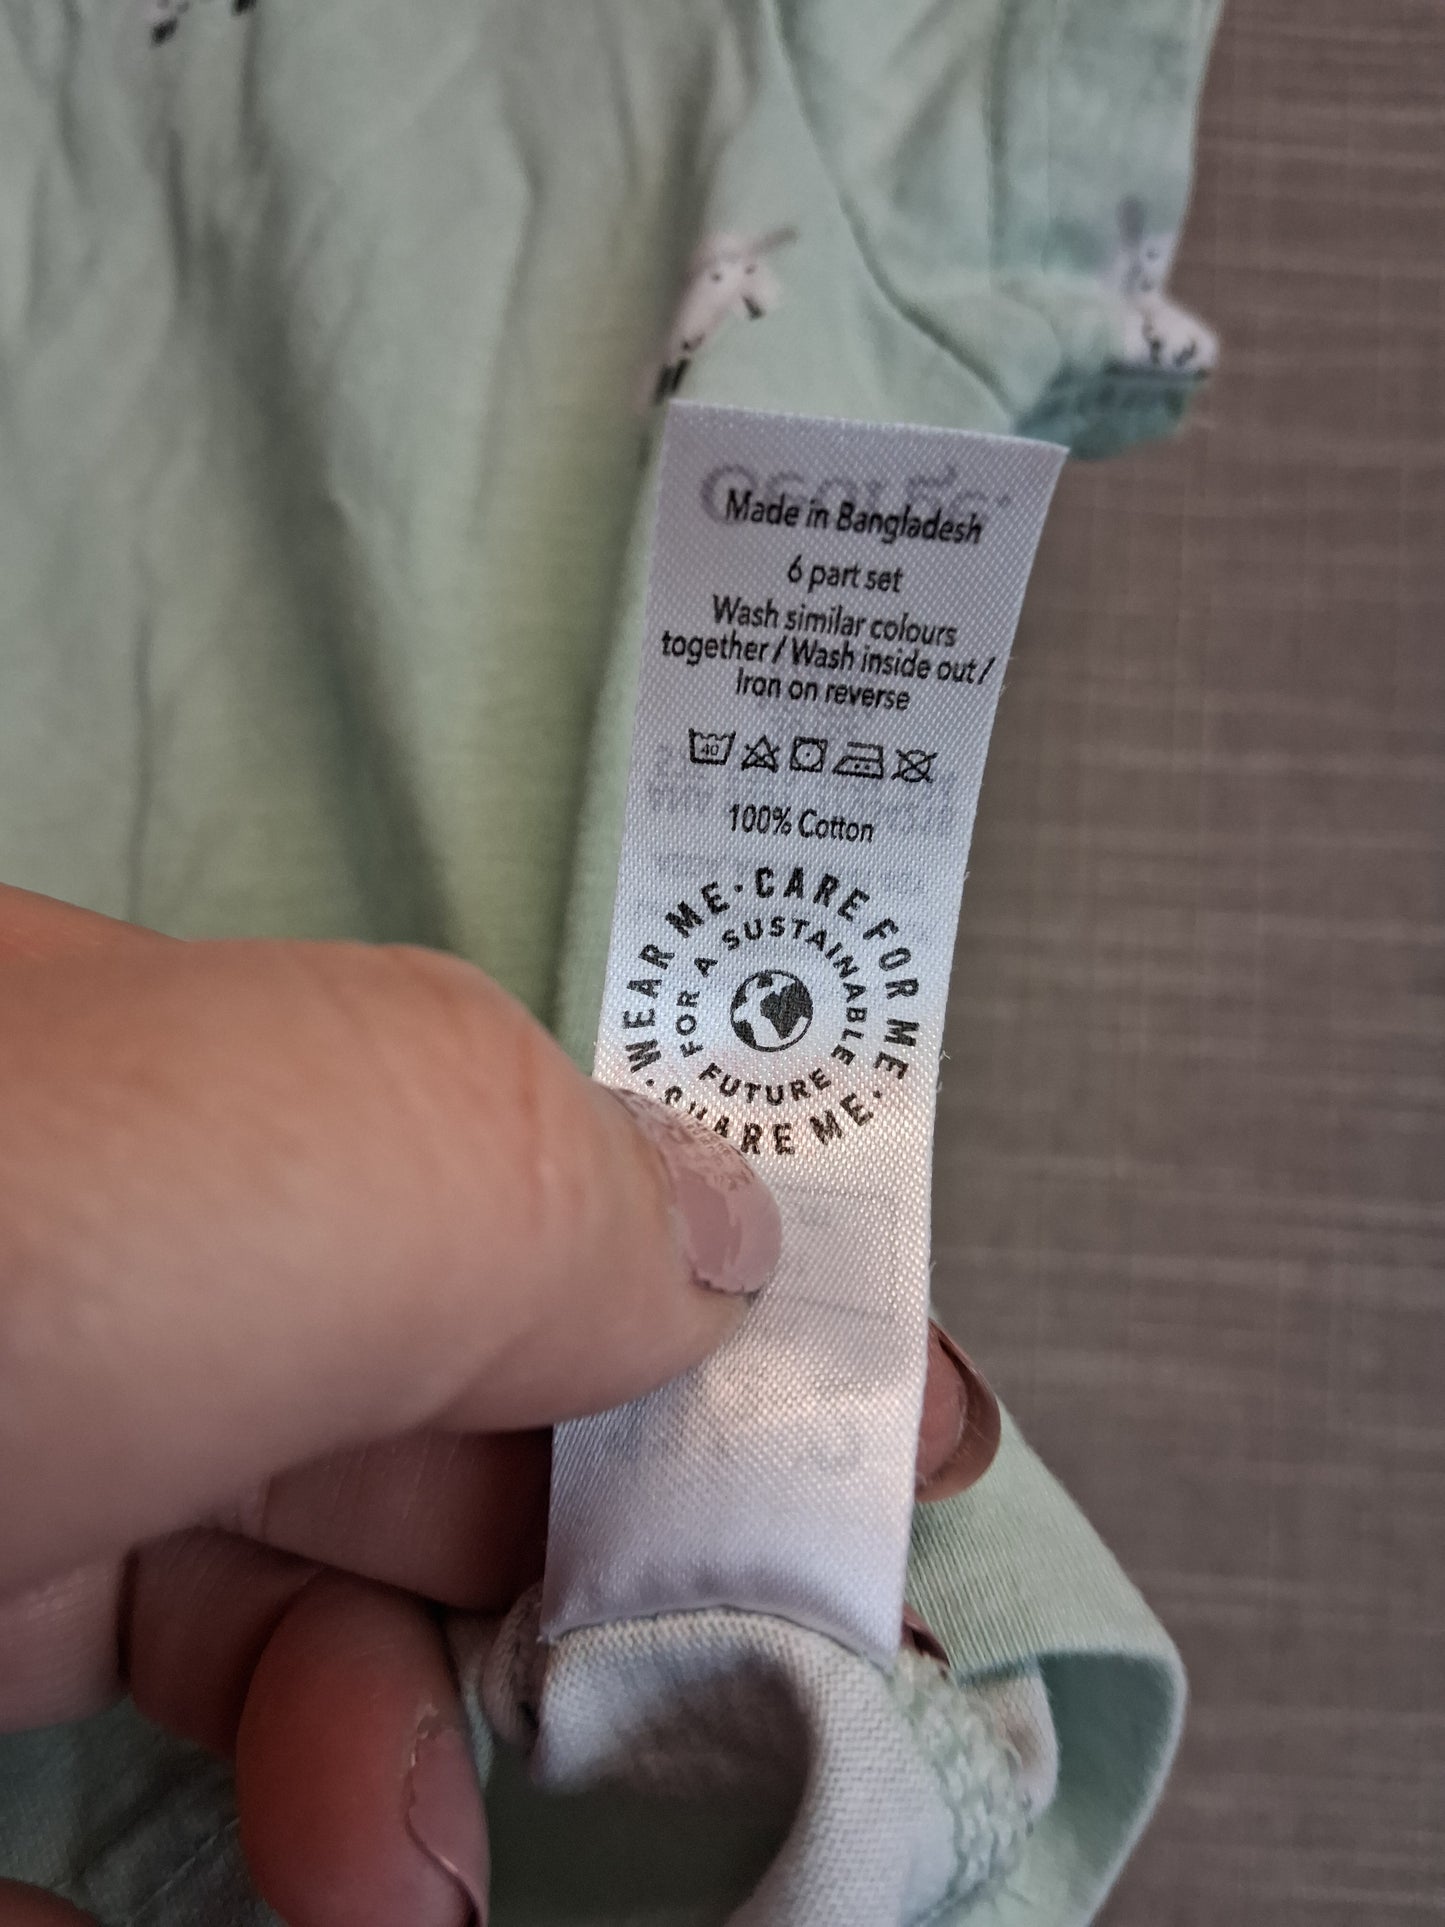 Made in Bangladesh
6 part set
Wash similar colours
together / Wash inside out /
Iron on reverse
40
100% Cotton
WEAR ME · CARE FOR ME · SHARE ME ·
FOR A SUSTAINABLE FUTURE